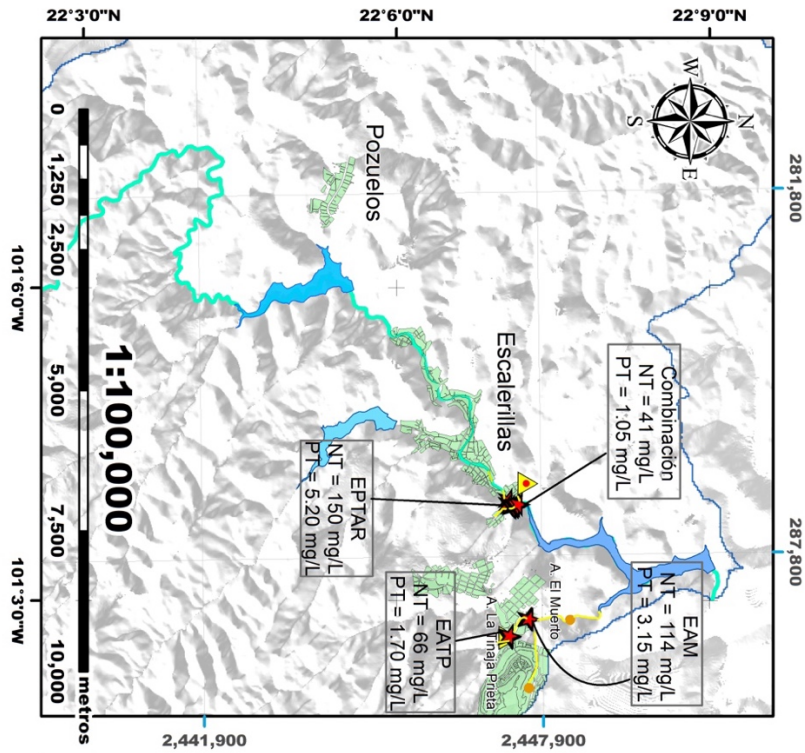 22°3'0"N
22°6'0"N
22°9'0"N
281,800
287,800
101°6'0"W
101°3'0"W
2,441,900
2,447,900
N
E
S
W
Pozuelos
Escalerillas
Combinación
NT = 41 mg/L
PT = 1.05 mg/L
EPTAR
NT = 150 mg/L
PT = 5.20 mg/L
EAM
NT = 114 mg/L
PT = 3.15 mg/L
EATP
NT = 66 mg/L
PT = 1.70 mg/L
A. El Muerto
A. La Tinaja Prieta
1:100,000
0
1,250
2,500
5,000
7,500
10,000
metros